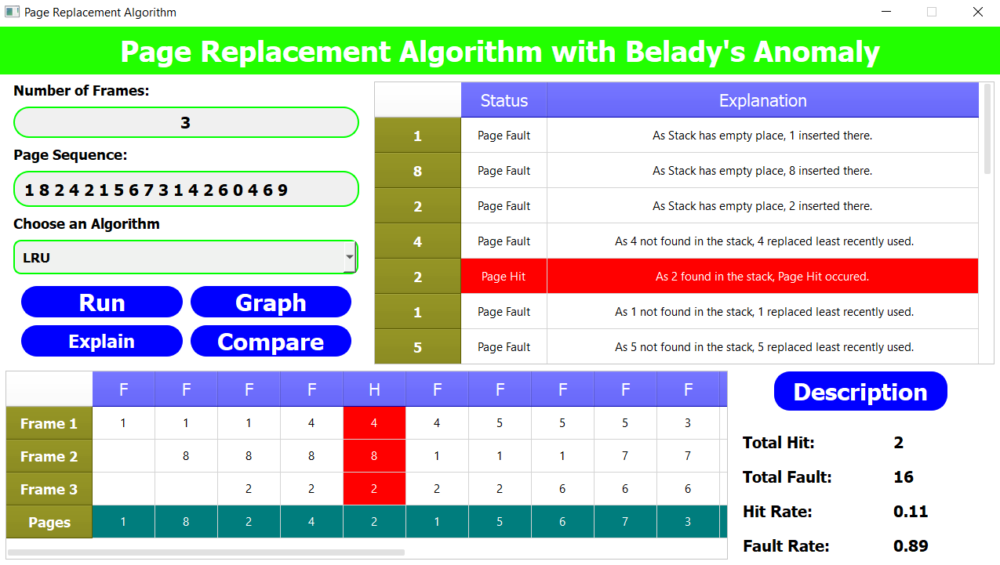 Page Replacement Algorithm
Page Replacement Algorithm with Belady's Anomaly
Number of Frames:
3
Page Sequence:
1 8 2 4 2 1 5 6 7 3 1 4 2 6 0 4 6 9
Choose an Algorithm
LRU
Run Graph
Explain Compare
Status Explanation
1 Page Fault As Stack has empty place, 1 inserted there.
8 Page Fault As Stack has empty place, 8 inserted there.
2 Page Fault As Stack has empty place, 2 inserted there.
4 Page Fault As 4 not found in the stack, 4 replaced least recently used.
2 Page Hit As 2 found in the stack, Page Hit occured.
1 Page Fault As 1 not found in the stack, 1 replaced least recently used.
5 Page Fault As 5 not found in the stack, 5 replaced least recently used.
F F F F H F F F F F
Frame 1 1 1 1 4 4 4 5 5 5 3
Frame 2 8 8 8 8 1 1 1 7 7
Frame 3 2 2 2 2 2 6 6 6
Pages 1 8 2 4 2 1 5 6 7 3
Description
Total Hit: 2
Total Fault: 16
Hit Rate: 0.11
Fault Rate: 0.89